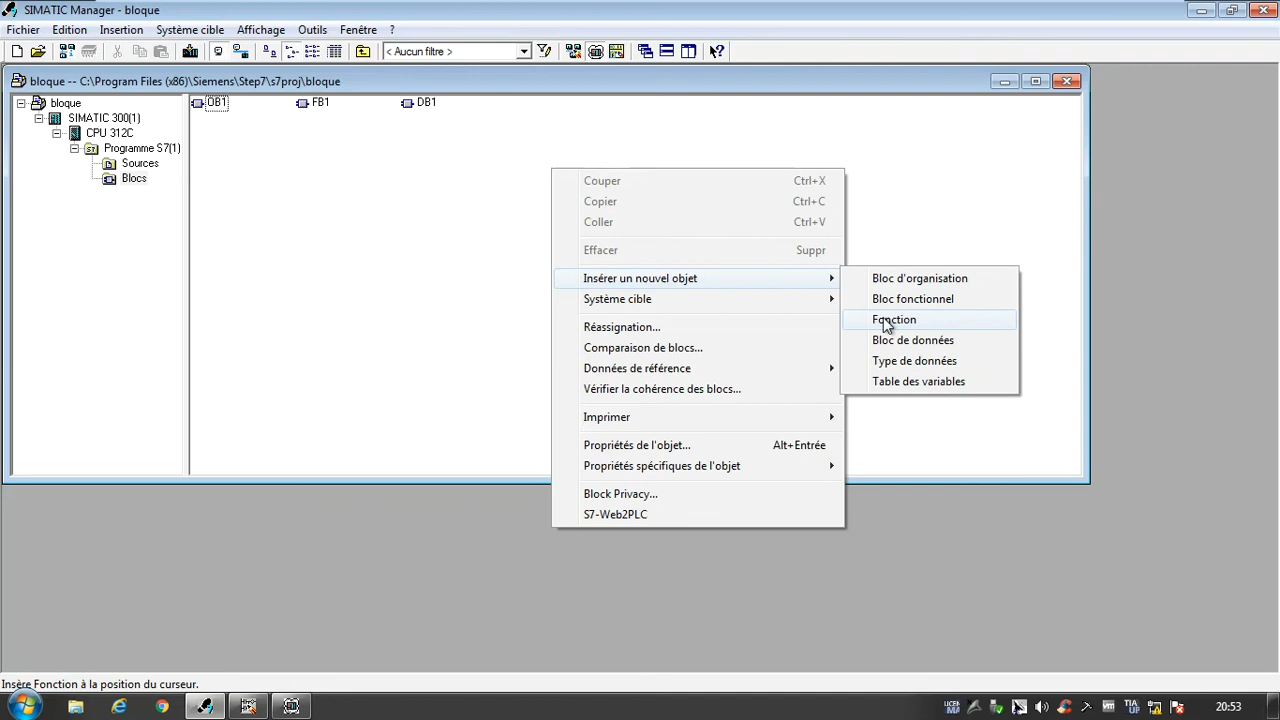 SIMATIC Manager - bloque
Fichier Edition Insertion Système cible Affichage Outils Fenêtre ?
< Aucun filtre >
bloque -- C:\Program Files (x86)\Siemens\Step7\s7proj\bloque
bloque
OB1 FB1 DB1
SIMATIC 300(1)
CPU 312C
Programme S7(1)
Sources
Blocs
Couper Ctrl+X
Copier Ctrl+C
Coller Ctrl+V
Effacer Suppr
Insérer un nouvel objet
Système cible
Réassignation...
Comparaison de blocs...
Données de référence
Vérifier la cohérence des blocs...
Imprimer
Propriétés de l'objet... Alt+Entrée
Propriétés spécifiques de l'objet
Block Privacy...
S7-Web2PLC
Bloc d'organisation
Bloc fonctionnel
Fonction
Bloc de données
Type de données
Table des variables
Insère Fonction à la position du curseur.
20:53